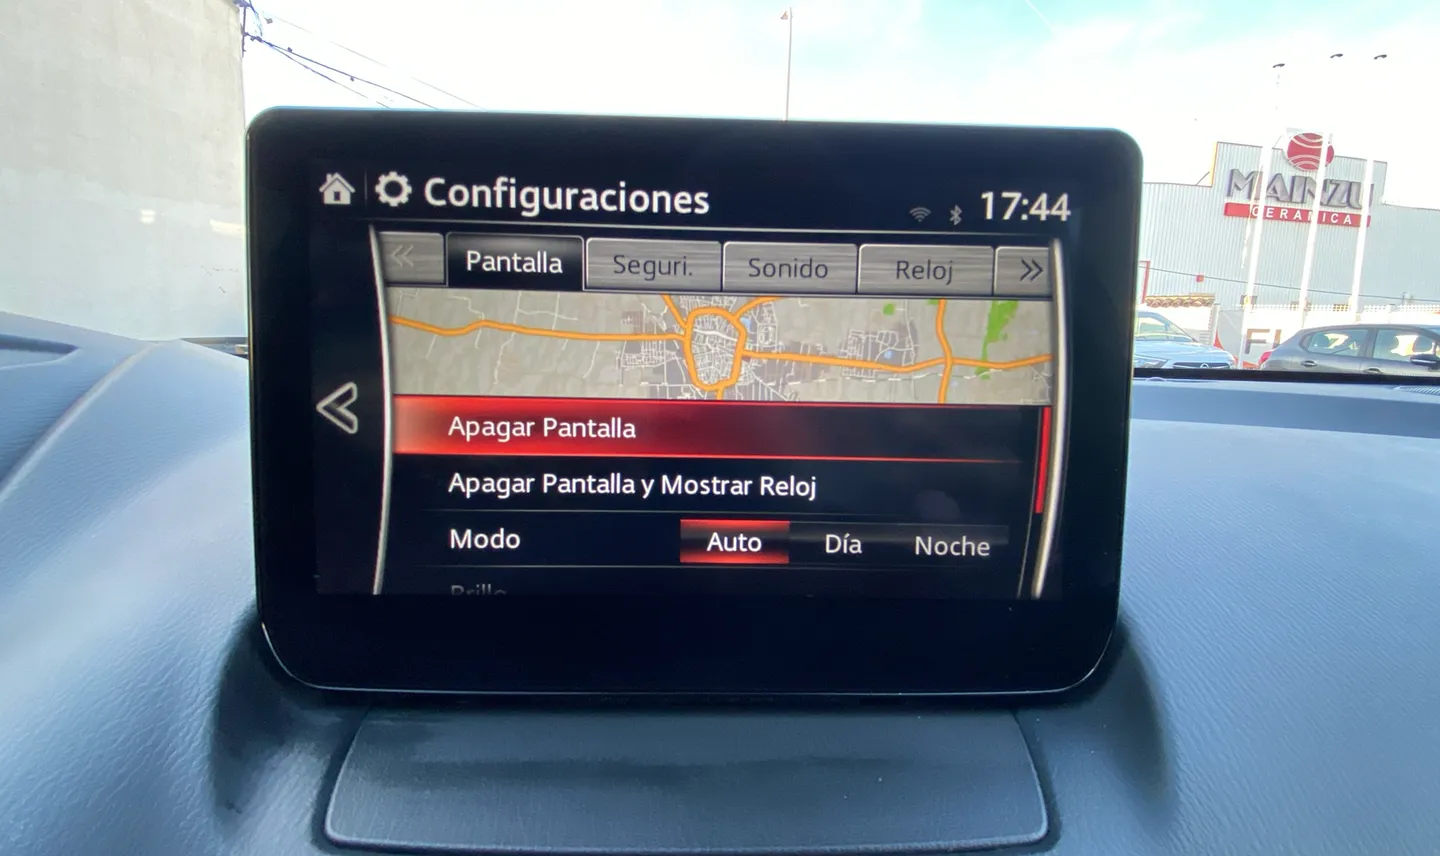 Configuraciones
17:44
Pantalla
Seguri.
Sonido
Reloj
Apagar Pantalla
Apagar Pantalla y Mostrar Reloj
Modo
Auto
Día
Noche
Brillo
MAINZU
CERAMICA